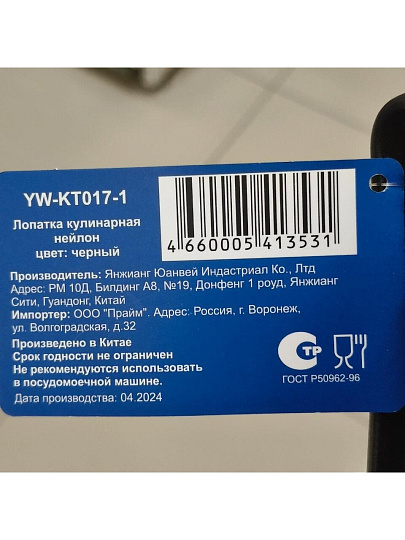 YW-KT017-1
Лопатка кулинарная
нейлон
цвет: черный
4 660005 413531
Производитель: Янжианг Юанвей Индастриал Ко., Лтд
Адрес: РМ 10Д, Билдинг А8, №19, Донфенг 1 роуд, Янжианг
Сити, Гуандонг, Китай
Импортер: ООО "Прайм". Адрес: Россия, г. Воронеж,
ул. Волгоградская, д.32
Произведено в Китае
Срок годности не ограничен
Не рекомендуются использовать
в посудомоечной машине.
Дата производства: 04.2024
СТР
ГОСТ Р50962-96